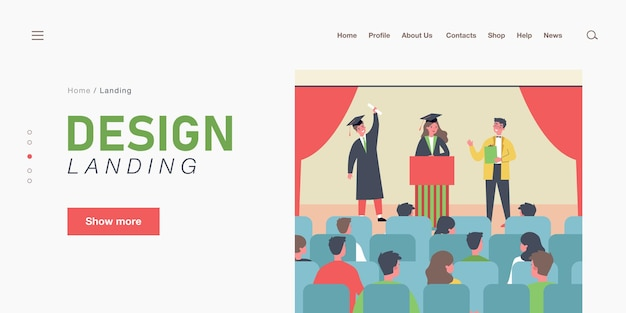 Home Profile About Us Contacts Shop Help News
Home / Landing
DESIGN
LANDING
Show more